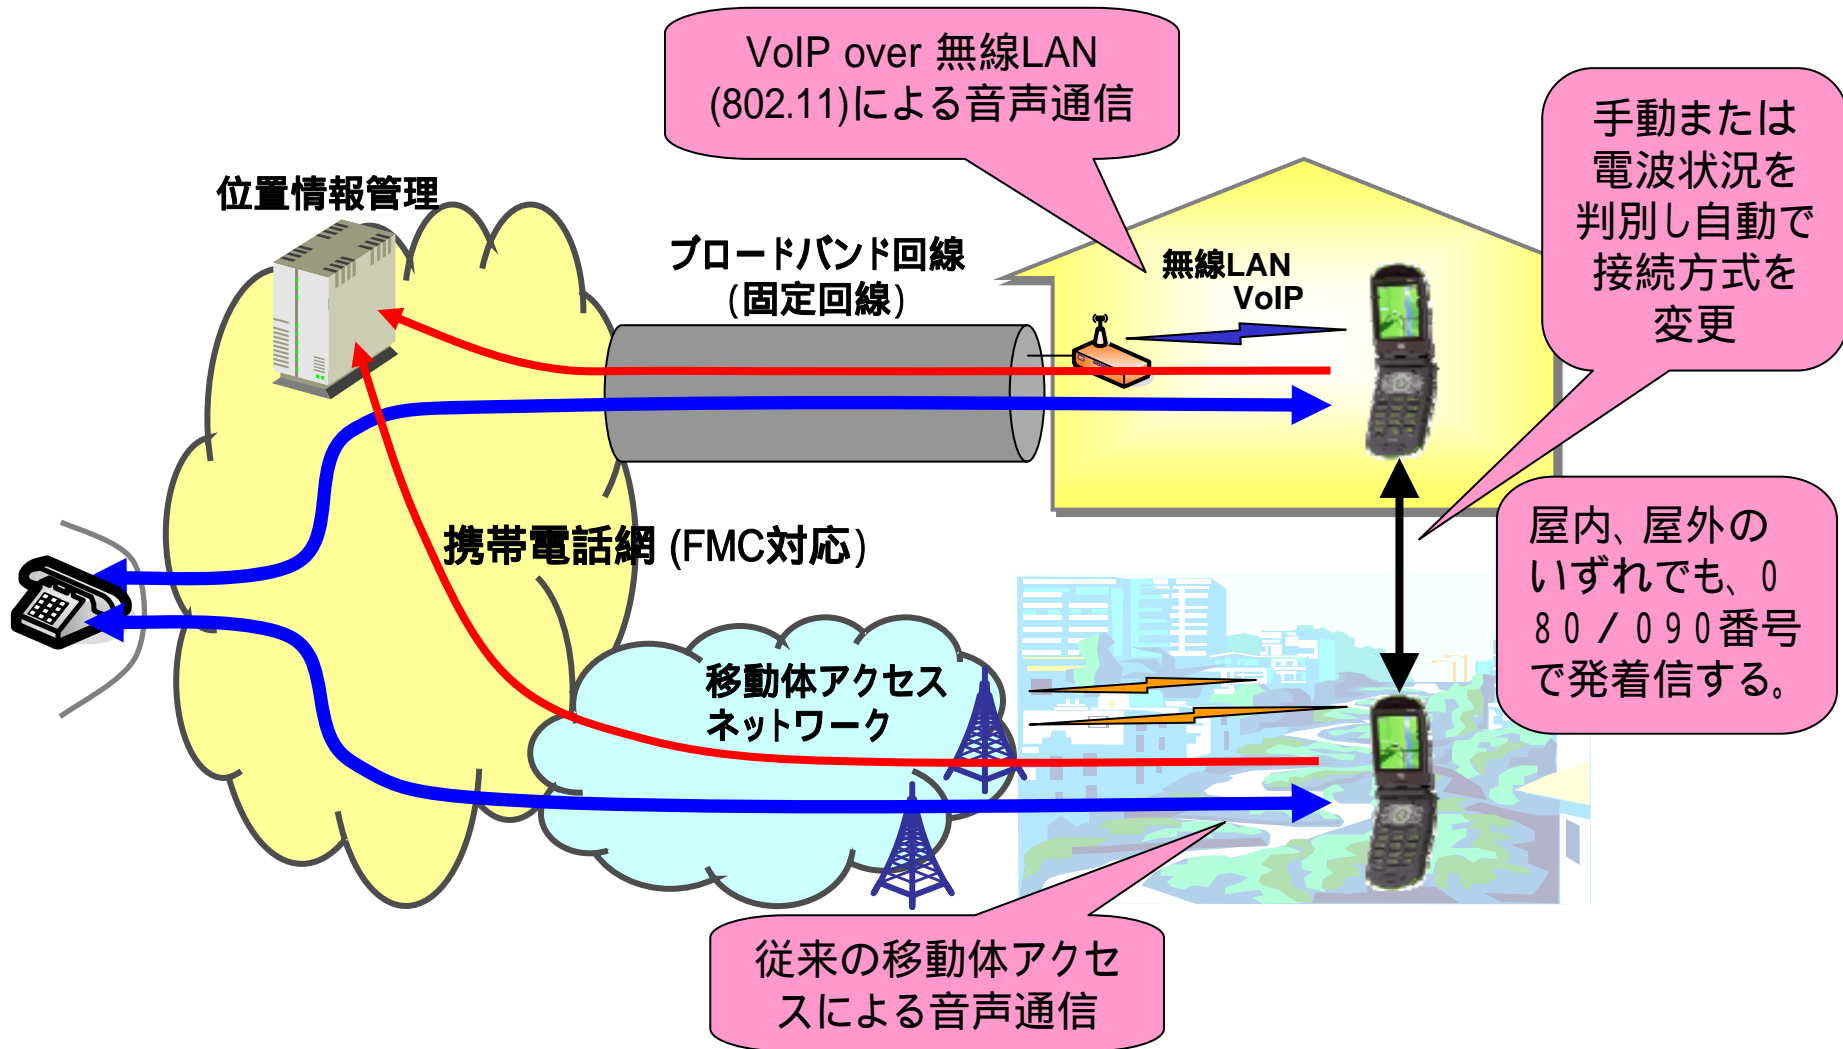 VoIP over 無線LAN
(802.11)による音声通信
手動または
電波状況を
判別し自動で
接続方式を
変更
位置情報管理
ブロードバンド回線
(固定回線)
無線LAN
VoIP
携帯電話網 (FMC対応)
屋内、屋外の
いずれでも、0
80/090番号
で発着信する。
移動体アクセス
ネットワーク
従来の移動体アクセ
スによる音声通信